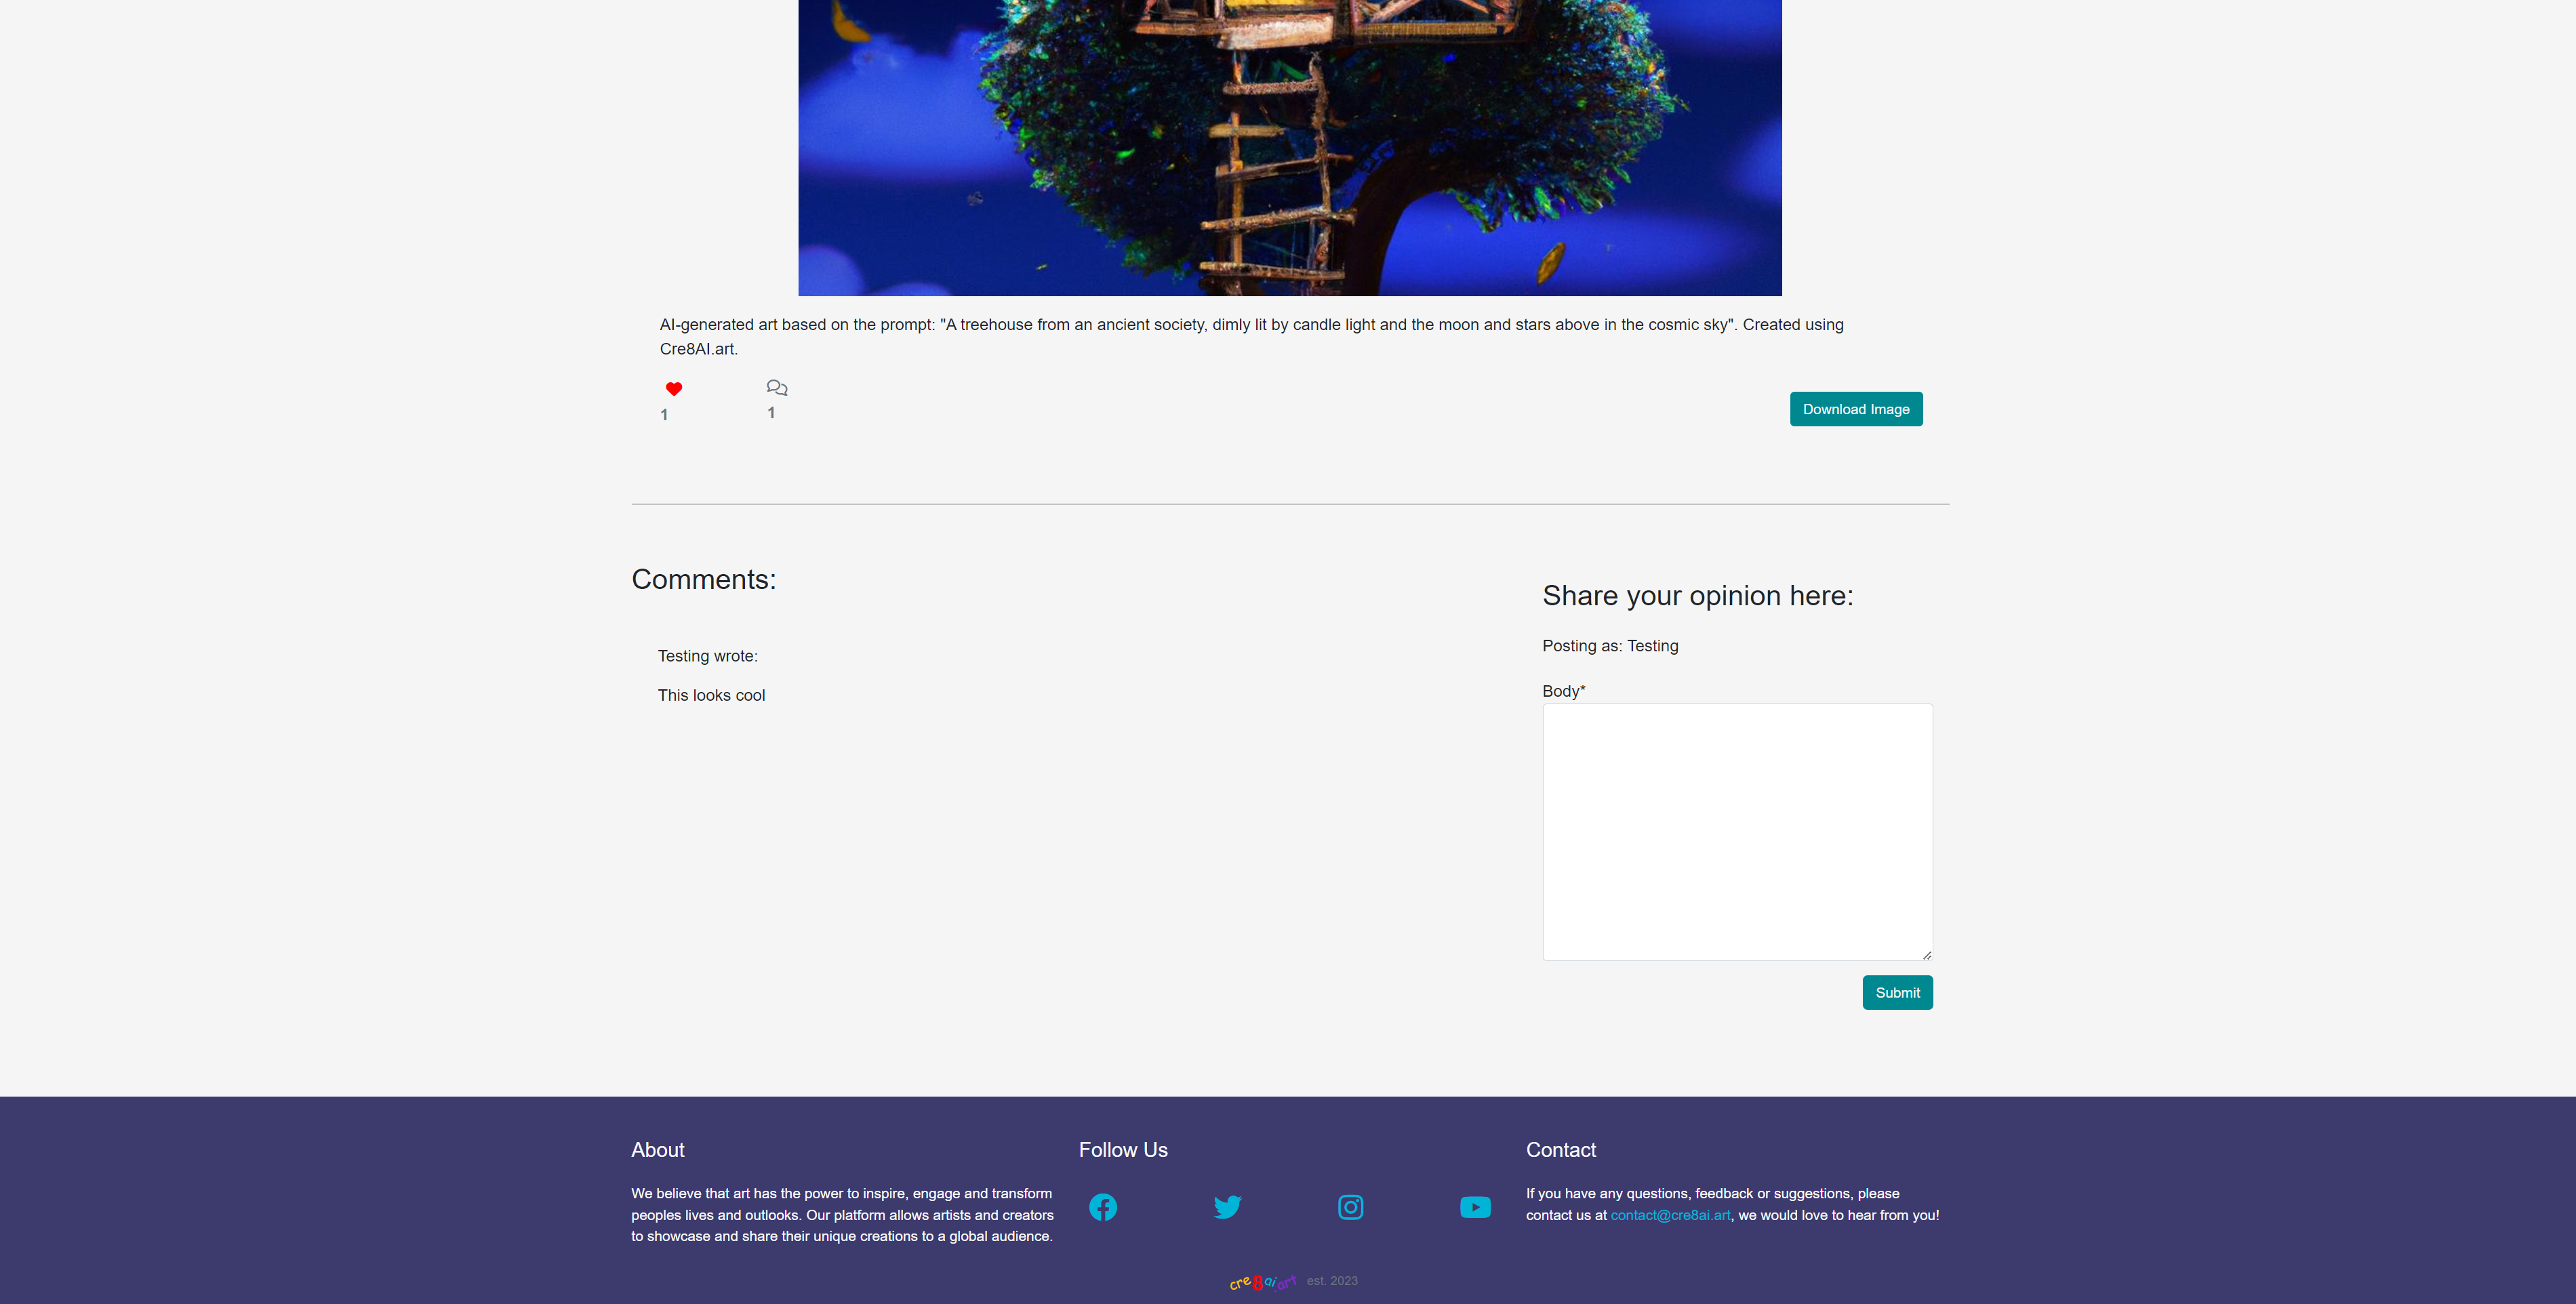 AI-generated art based on the prompt: "A treehouse from an ancient society, dimly lit by candle light and the moon and stars above in the cosmic sky". Created using
Cre8AI.art.
1
1
Download Image
Comments:
Testing wrote:
This looks cool
Share your opinion here:
Posting as: Testing
Body*
Submit
About
We believe that art has the power to inspire, engage and transform
peoples lives and outlooks. Our platform allows artists and creators
to showcase and share their unique creations to a global audience.
Follow Us
Contact
If you have any questions, feedback or suggestions, please
contact us at contact@cre8ai.art, we would love to hear from you!
cre8ai.art est. 2023